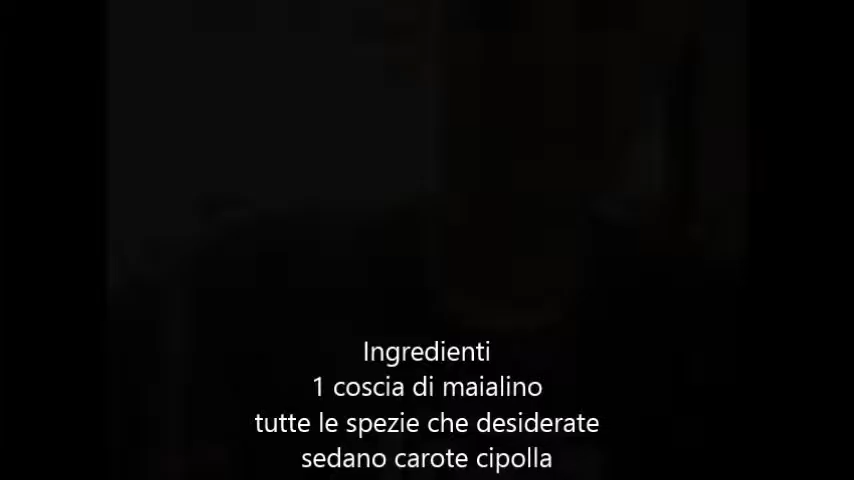 Ingredienti
1 coscia di maialino
tutte le spezie che desiderate
sedano carote cipolla